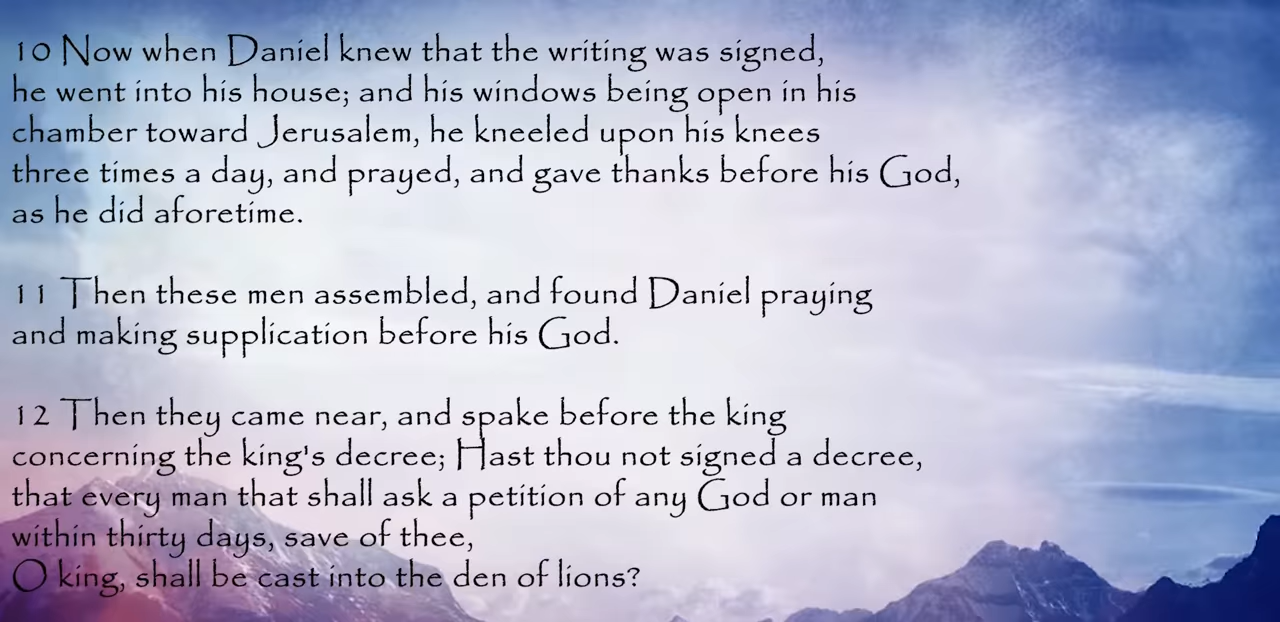 10 Now when Daniel knew that the writing was signed,
he went into his house; and his windows being open in his
chamber toward Jerusalem, he kneeled upon his knees
three times a day, and prayed, and gave thanks before his God,
as he did aforetime.
11 Then these men assembled, and found Daniel praying
and making supplication before his God.
12 Then they came near, and spake before the king
concerning the king's decree; Hast thou not signed a decree,
that every man that shall ask a petition of any God or man
within thirty days, save of thee,
O king, shall be cast into the den of lions?